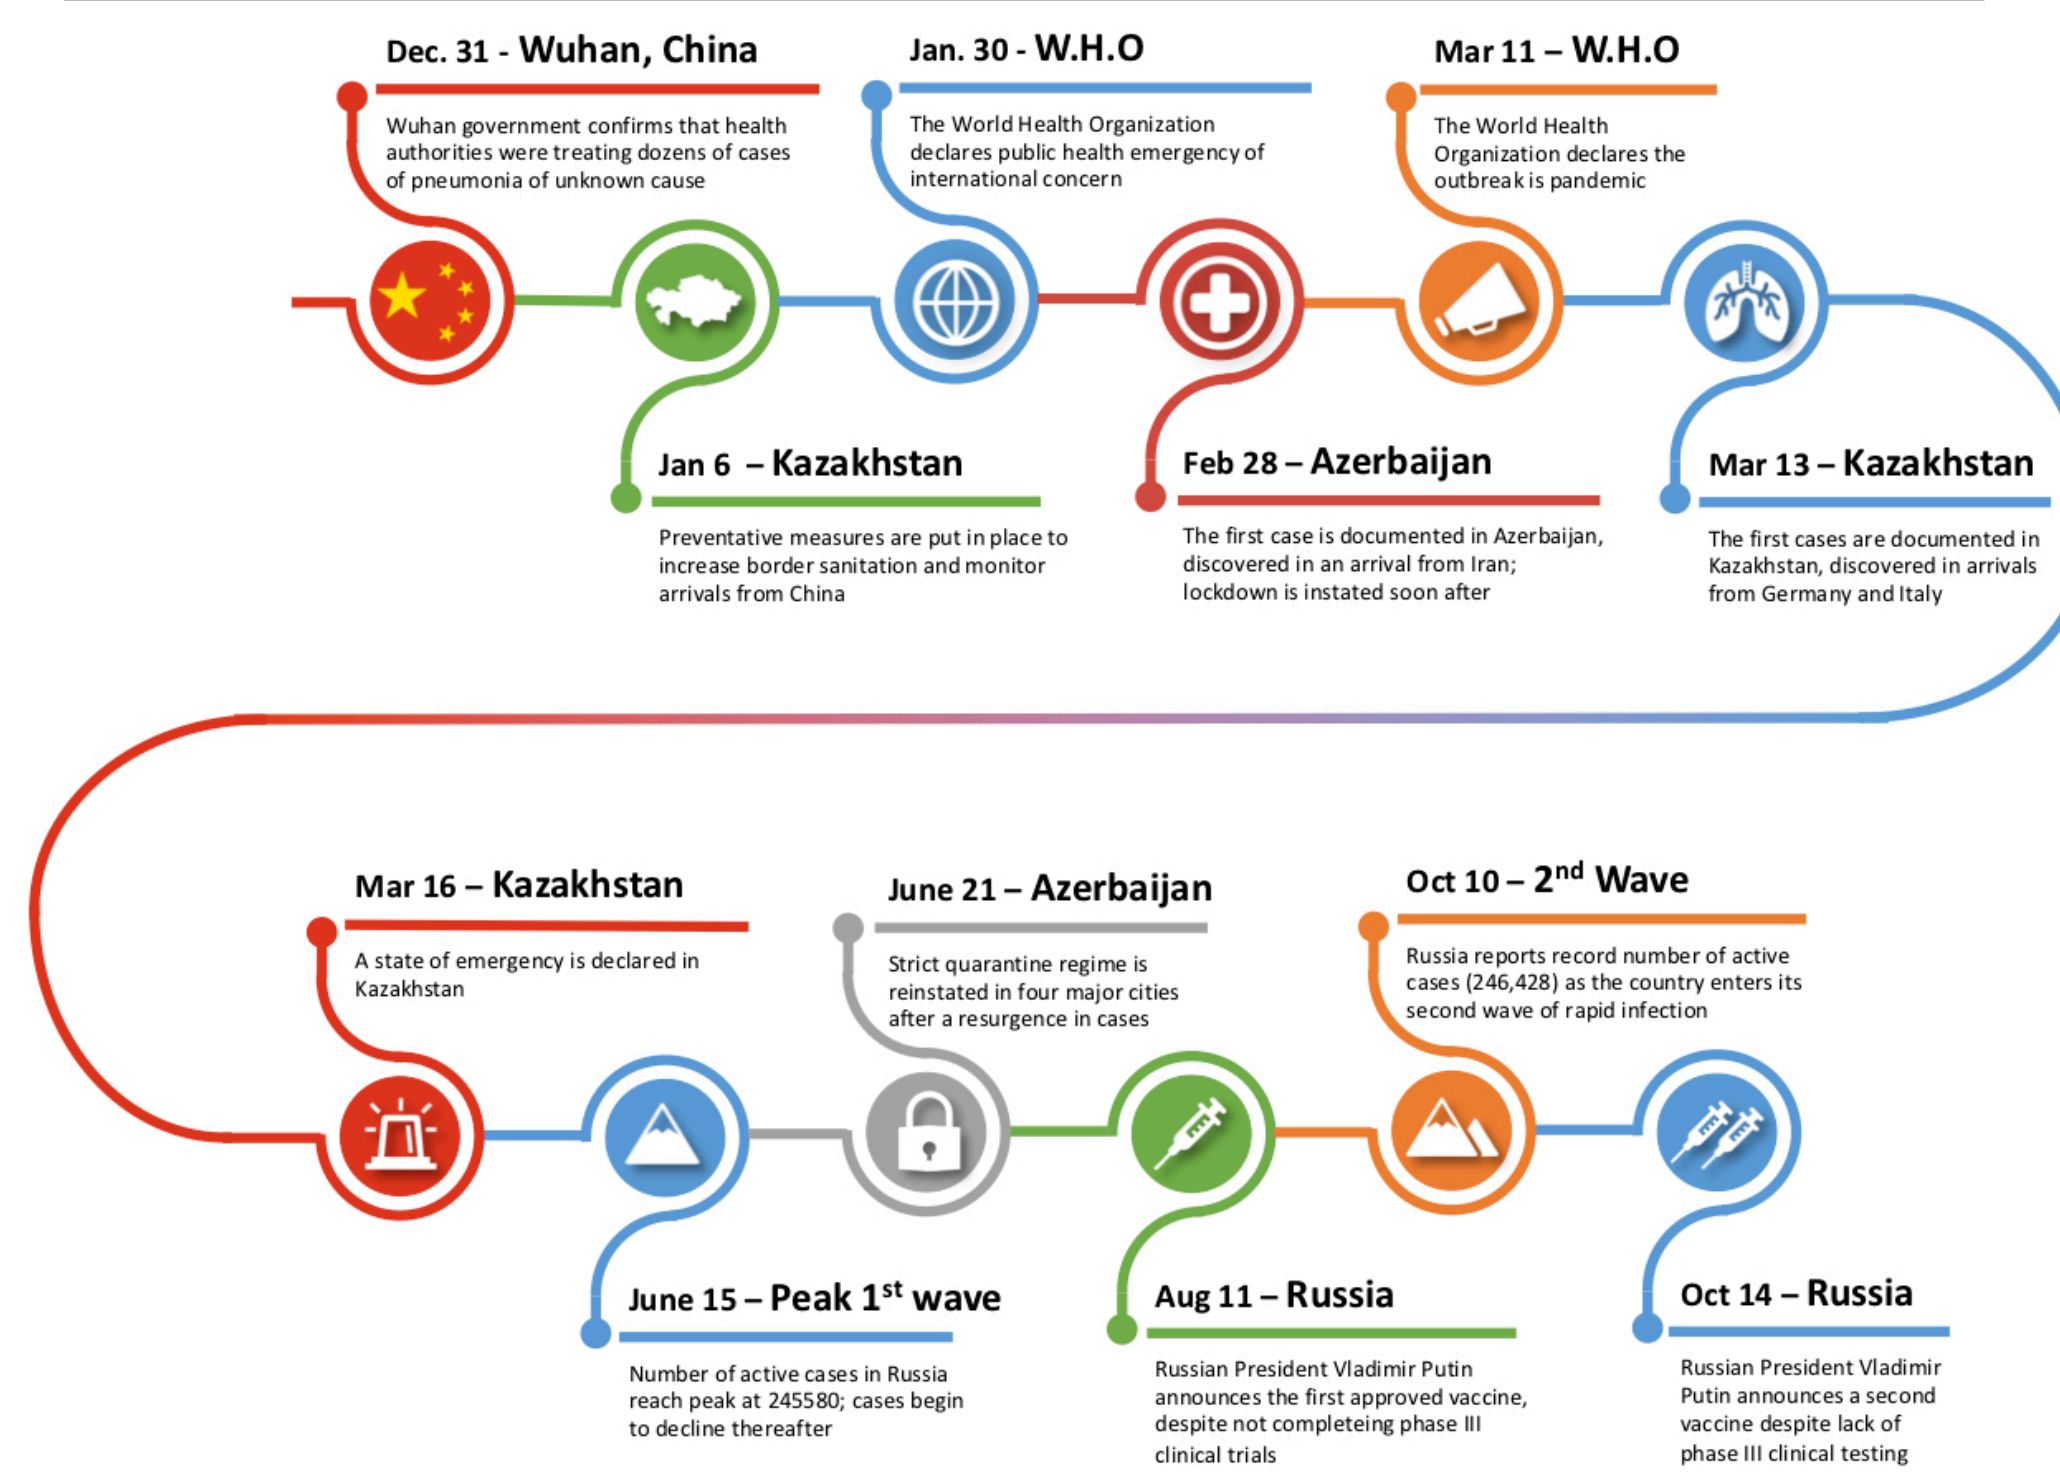 Dec. 31 - Wuhan, China
Wuhan government confirms that health
authorities were treating dozens of cases
of pneumonia of unknown cause
Jan 6 – Kazakhstan
Preventative measures are put in place to
increase border sanitation and monitor
arrivals from China
Jan. 30 - W.H.O
The World Health Organization
declares public health emergency of
international concern
Feb 28 – Azerbaijan
The first case is documented in Azerbaijan,
discovered in an arrival from Iran;
lockdown is instated soon after
Mar 11 – W.H.O
The World Health
Organization declares the
outbreak is pandemic
Mar 13 – Kazakhstan
The first cases are documented in
Kazakhstan, discovered in arrivals
from Germany and Italy
Mar 16 – Kazakhstan
A state of emergency is declared in
Kazakhstan
June 15 – Peak 1st wave
Number of active cases in Russia
reach peak at 245580; cases begin
to decline thereafter
June 21 – Azerbaijan
Strict quarantine regime is
reinstated in four major cities
after a resurgence in cases
Aug 11 – Russia
Russian President Vladimir Putin
announces the first approved vaccine,
despite not completeing phase III
clinical trials
Oct 10 – 2nd Wave
Russia reports record number of active
cases (246,428) as the country enters its
second wave of rapid infection
Oct 14 – Russia
Russian President Vladimir
Putin announces a second
vaccine despite lack of
phase III clinical testing